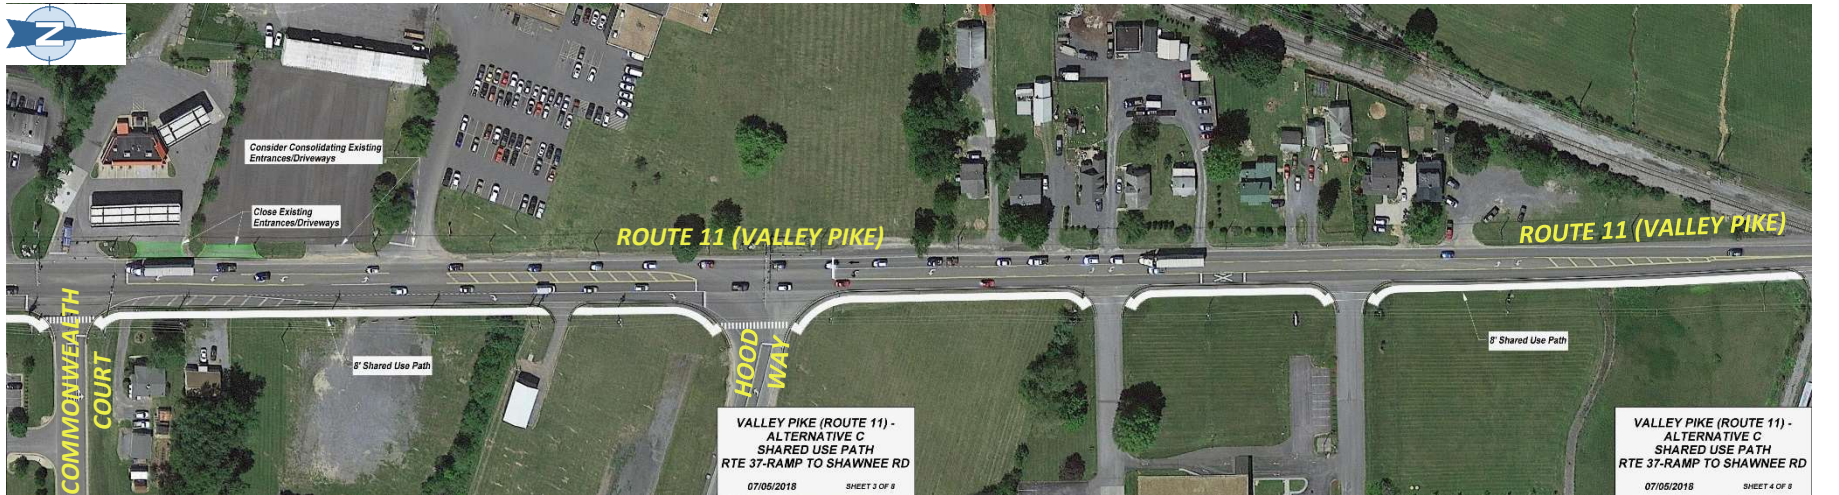 N
Consider Consolidating Existing
Entrances/Driveways
Close Existing
Entrances/Driveways
ROUTE 11 (VALLEY PIKE)
ROUTE 11 (VALLEY PIKE)
COMMONWEALTH
COURT
8' Shared Use Path
HOOD
WAY
8' Shared Use Path
VALLEY PIKE (ROUTE 11) -
ALTERNATIVE C
SHARED USE PATH
RTE 37-RAMP TO SHAWNEE RD
07/05/2018 SHEET 3 OF 8
VALLEY PIKE (ROUTE 11) -
ALTERNATIVE C
SHARED USE PATH
RTE 37-RAMP TO SHAWNEE RD
07/05/2018 SHEET 4 OF 8